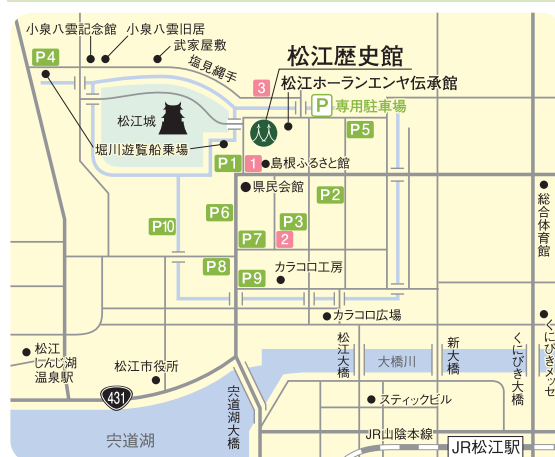 小泉八雲記念館
小泉八雲旧居
武家屋敷
塩見縄手
P4
松江歴史館
松江ホーランエンヤ伝承館
3
P
専用駐車場
松江城
P5
堀川遊覧船乗場
P1
1
島根ふるさと館
県民会館
P2
総合体育館
P6
P3
P10
P7
2
P8
カラコロ工房
P9
カラコロ広場
松江
しんじ湖
温泉駅
松江市役所
松江大橋
大橋川
新大橋
くにびき大橋
くにびきメッセ
431
宍道湖大橋
スティックビル
宍道湖
JR山陰本線
JR松江駅